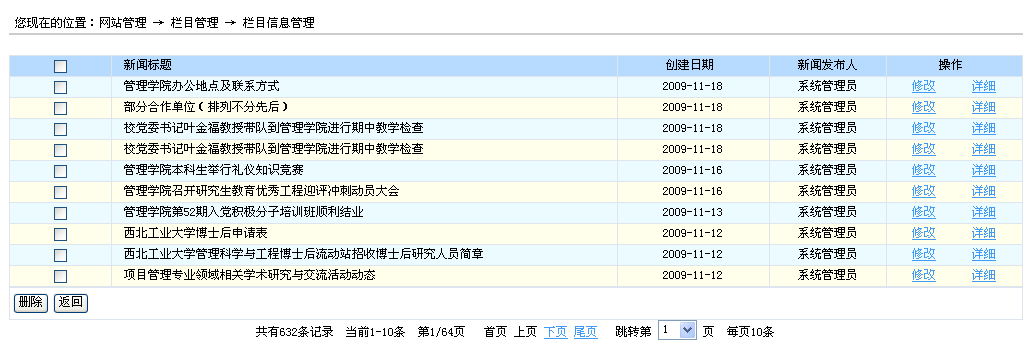 您现在的位置：网站管理 → 栏目管理 → 栏目信息管理
新闻标题 创建日期 新闻发布人 操作
管理学院办公地点及联系方式 2009-11-18 系统管理员 修改 详细
部分合作单位（排列不分先后） 2009-11-18 系统管理员 修改 详细
校党委书记叶金福教授带队到管理学院进行期中教学检查 2009-11-18 系统管理员 修改 详细
校党委书记叶金福教授带队到管理学院进行期中教学检查 2009-11-18 系统管理员 修改 详细
管理学院本科生举行礼仪知识竞赛 2009-11-16 系统管理员 修改 详细
管理学院召开研究生教育优秀工程迎评冲刺动员大会 2009-11-16 系统管理员 修改 详细
管理学院第52期入党积极分子培训班顺利结业 2009-11-13 系统管理员 修改 详细
西北工业大学博士后申请表 2009-11-12 系统管理员 修改 详细
西北工业大学管理科学与工程博士后流动站招收博士后研究人员简章 2009-11-12 系统管理员 修改 详细
项目管理专业领域相关学术研究与交流活动动态 2009-11-12 系统管理员 修改 详细
删除 返回
共有632条记录 当前1-10条 第1/64页 首页 上页 下页 尾页 跳转第 1 页 每页10条